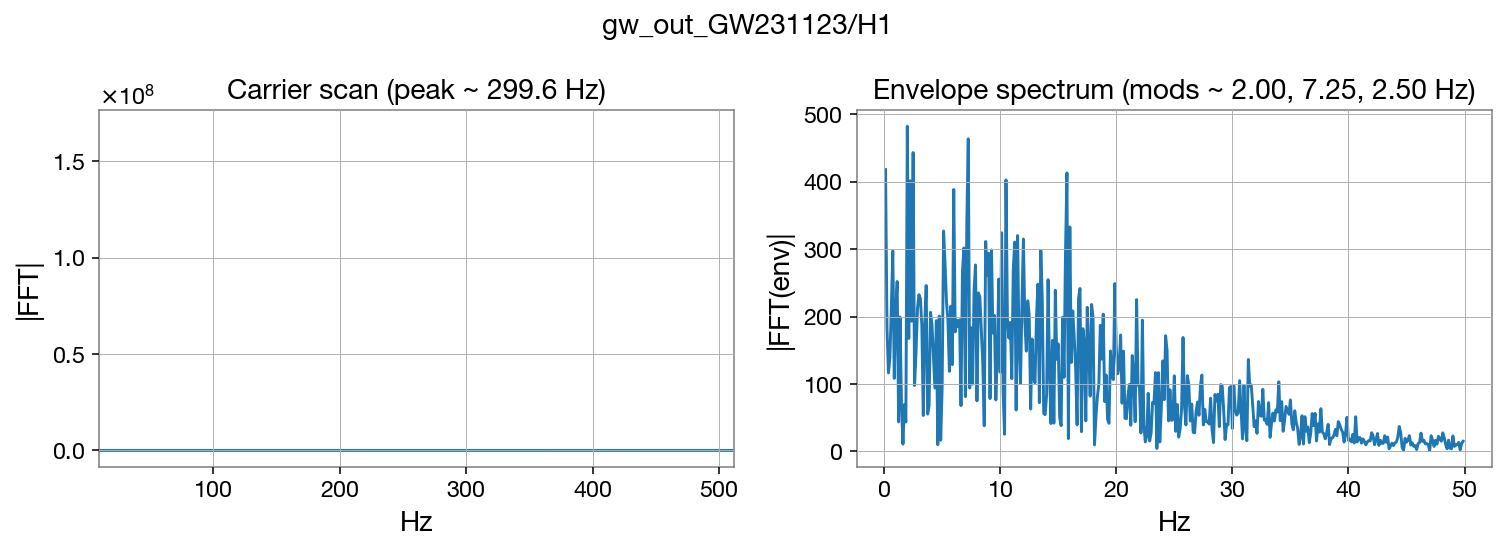 gw_out_GW231123/H1
Carrier scan (peak ~ 299.6 Hz)
×10⁸
|FFT|
1.5
1.0
0.5
0.0
100 200 300 400 500
Hz
Envelope spectrum (mods ~ 2.00, 7.25, 2.50 Hz)
|FFT(env)|
500
400
300
200
100
0
0 10 20 30 40 50
Hz